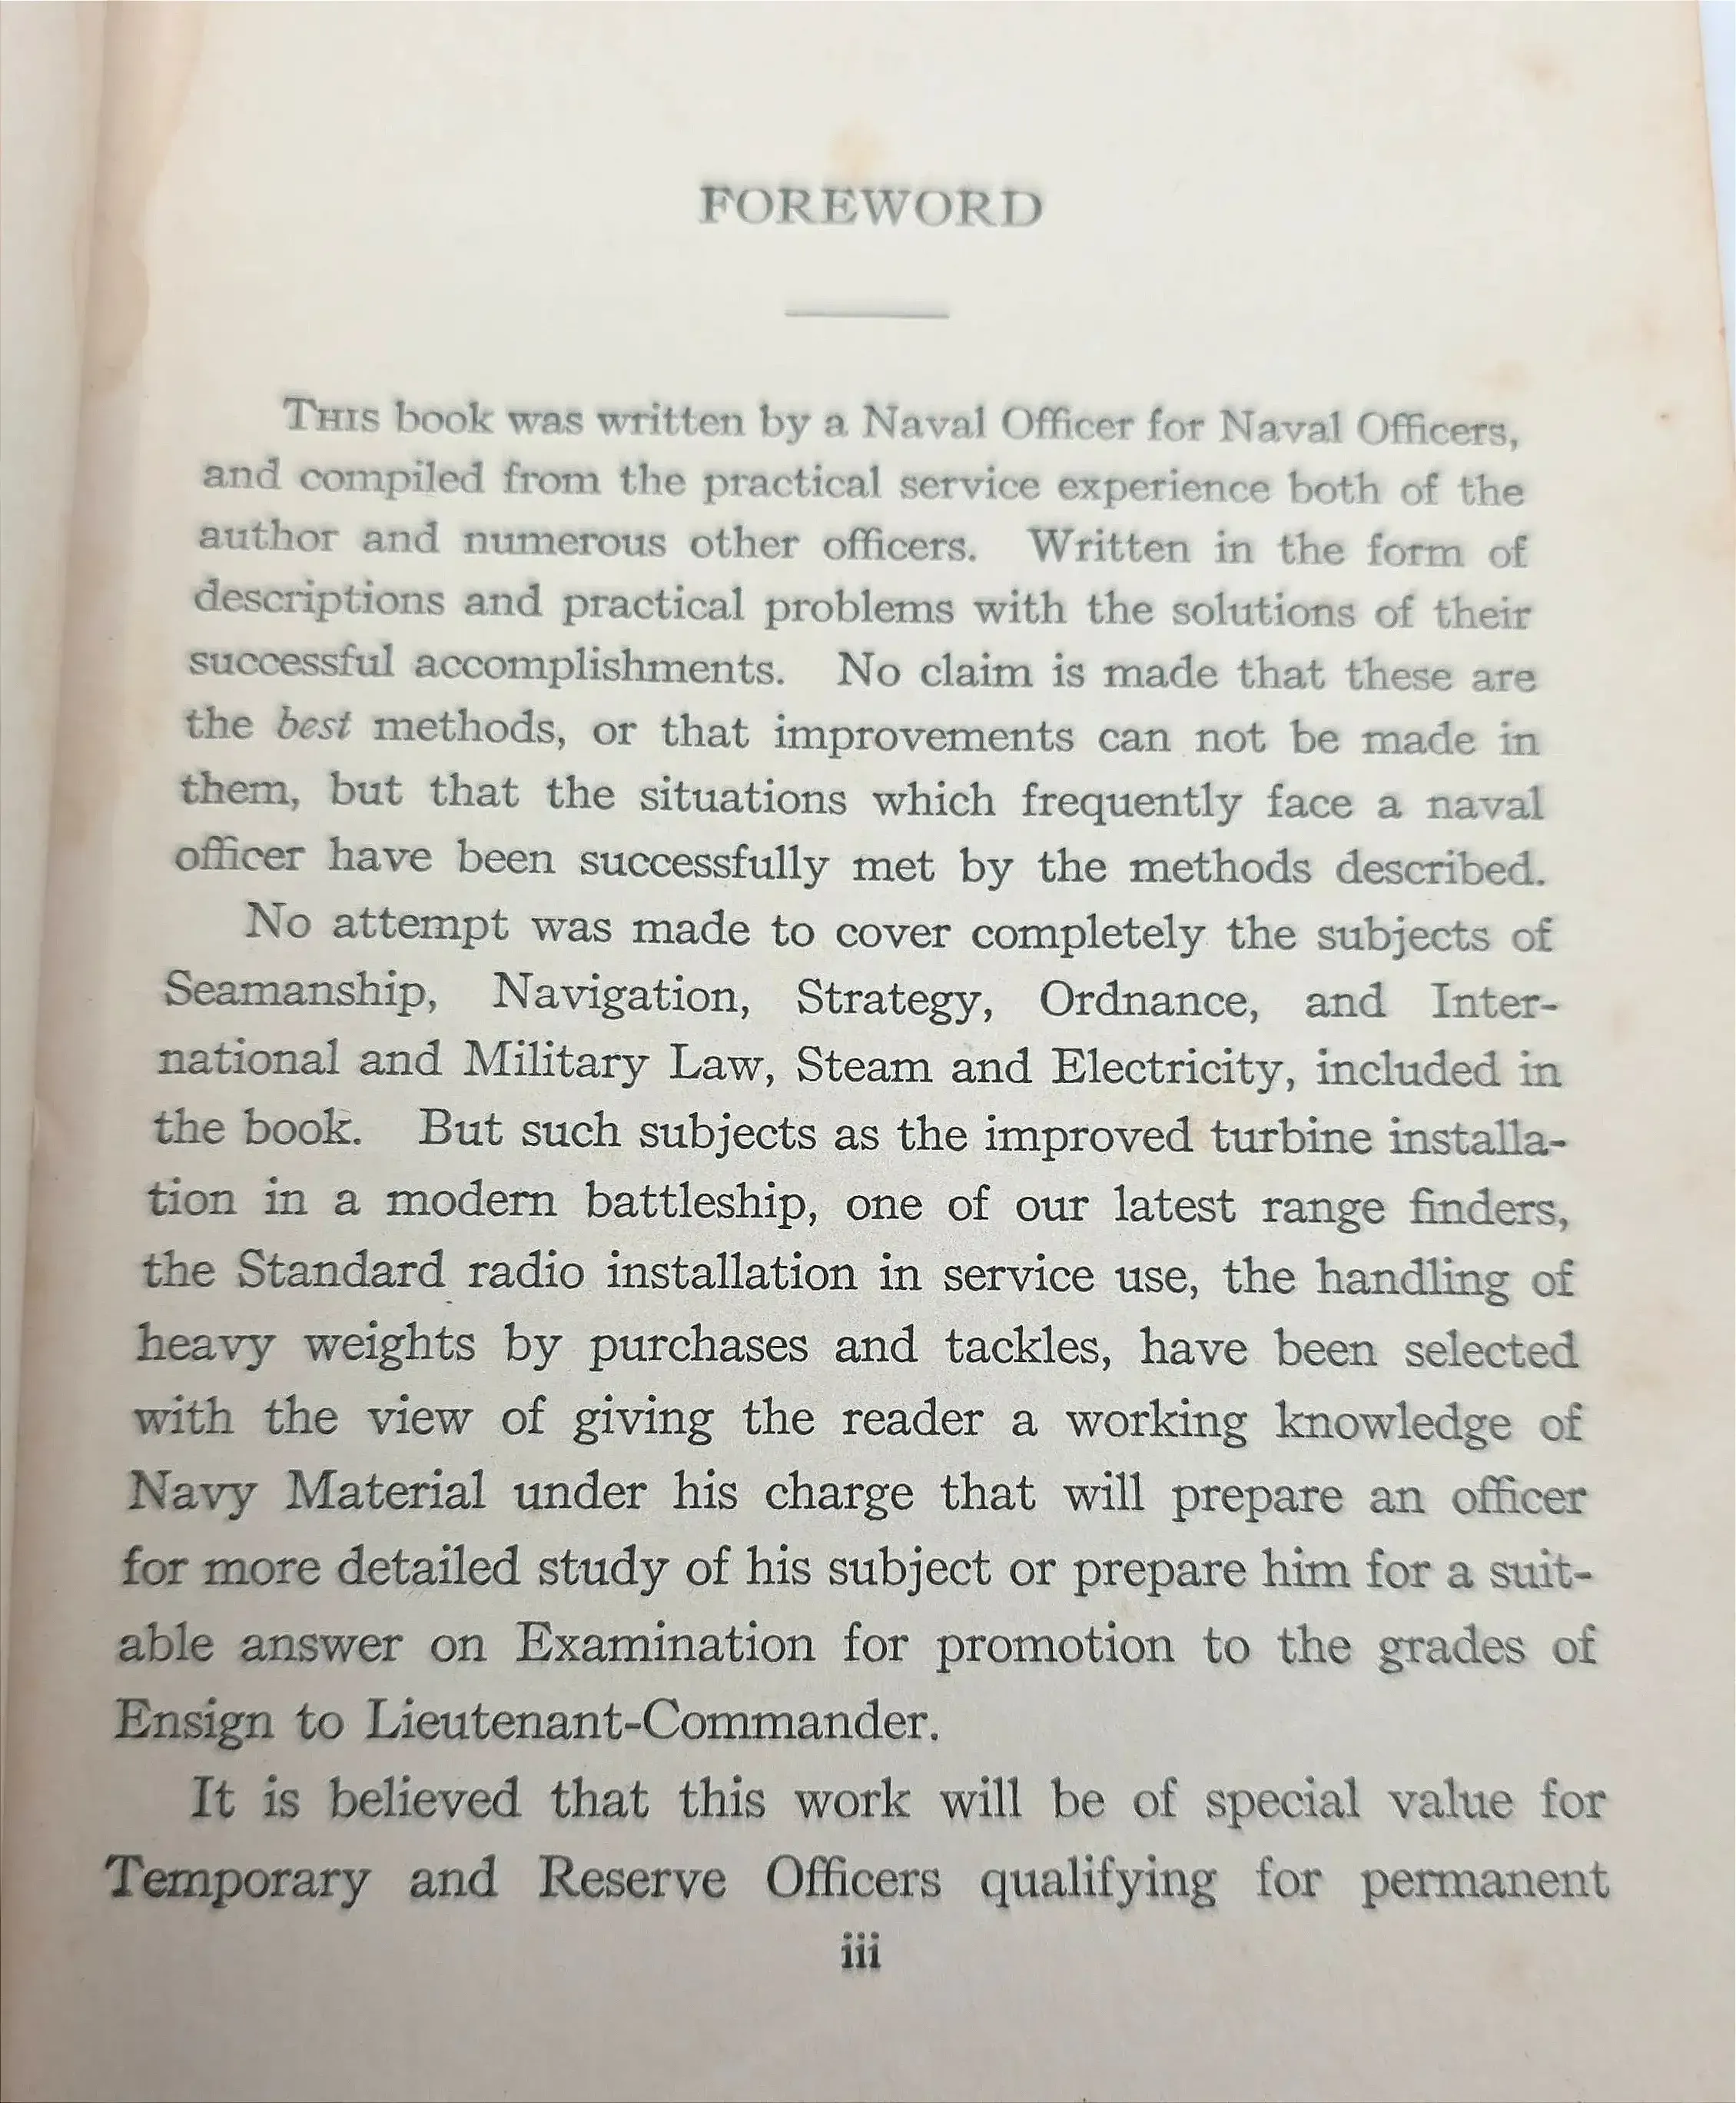 FOREWORD
This book was written by a Naval Officer for Naval Officers,
and compiled from the practical service experience both of the
author and numerous other officers. Written in the form of
descriptions and practical problems with the solutions of their
successful accomplishments. No claim is made that these are
the best methods, or that improvements can not be made in
them, but that the situations which frequently face a naval
officer have been successfully met by the methods described.
No attempt was made to cover completely the subjects of
Seamanship, Navigation, Strategy, Ordnance, and Inter-
national and Military Law, Steam and Electricity, included in
the book. But such subjects as the improved turbine installa-
tion in a modern battleship, one of our latest range finders,
the Standard radio installation in service use, the handling of
heavy weights by purchases and tackles, have been selected
with the view of giving the reader a working knowledge of
Navy Material under his charge that will prepare an officer
for more detailed study of his subject or prepare him for a suit-
able answer on Examination for promotion to the grades of
Ensign to Lieutenant-Commander.
It is believed that this work will be of special value for
Temporary and Reserve Officers qualifying for permanent
iii